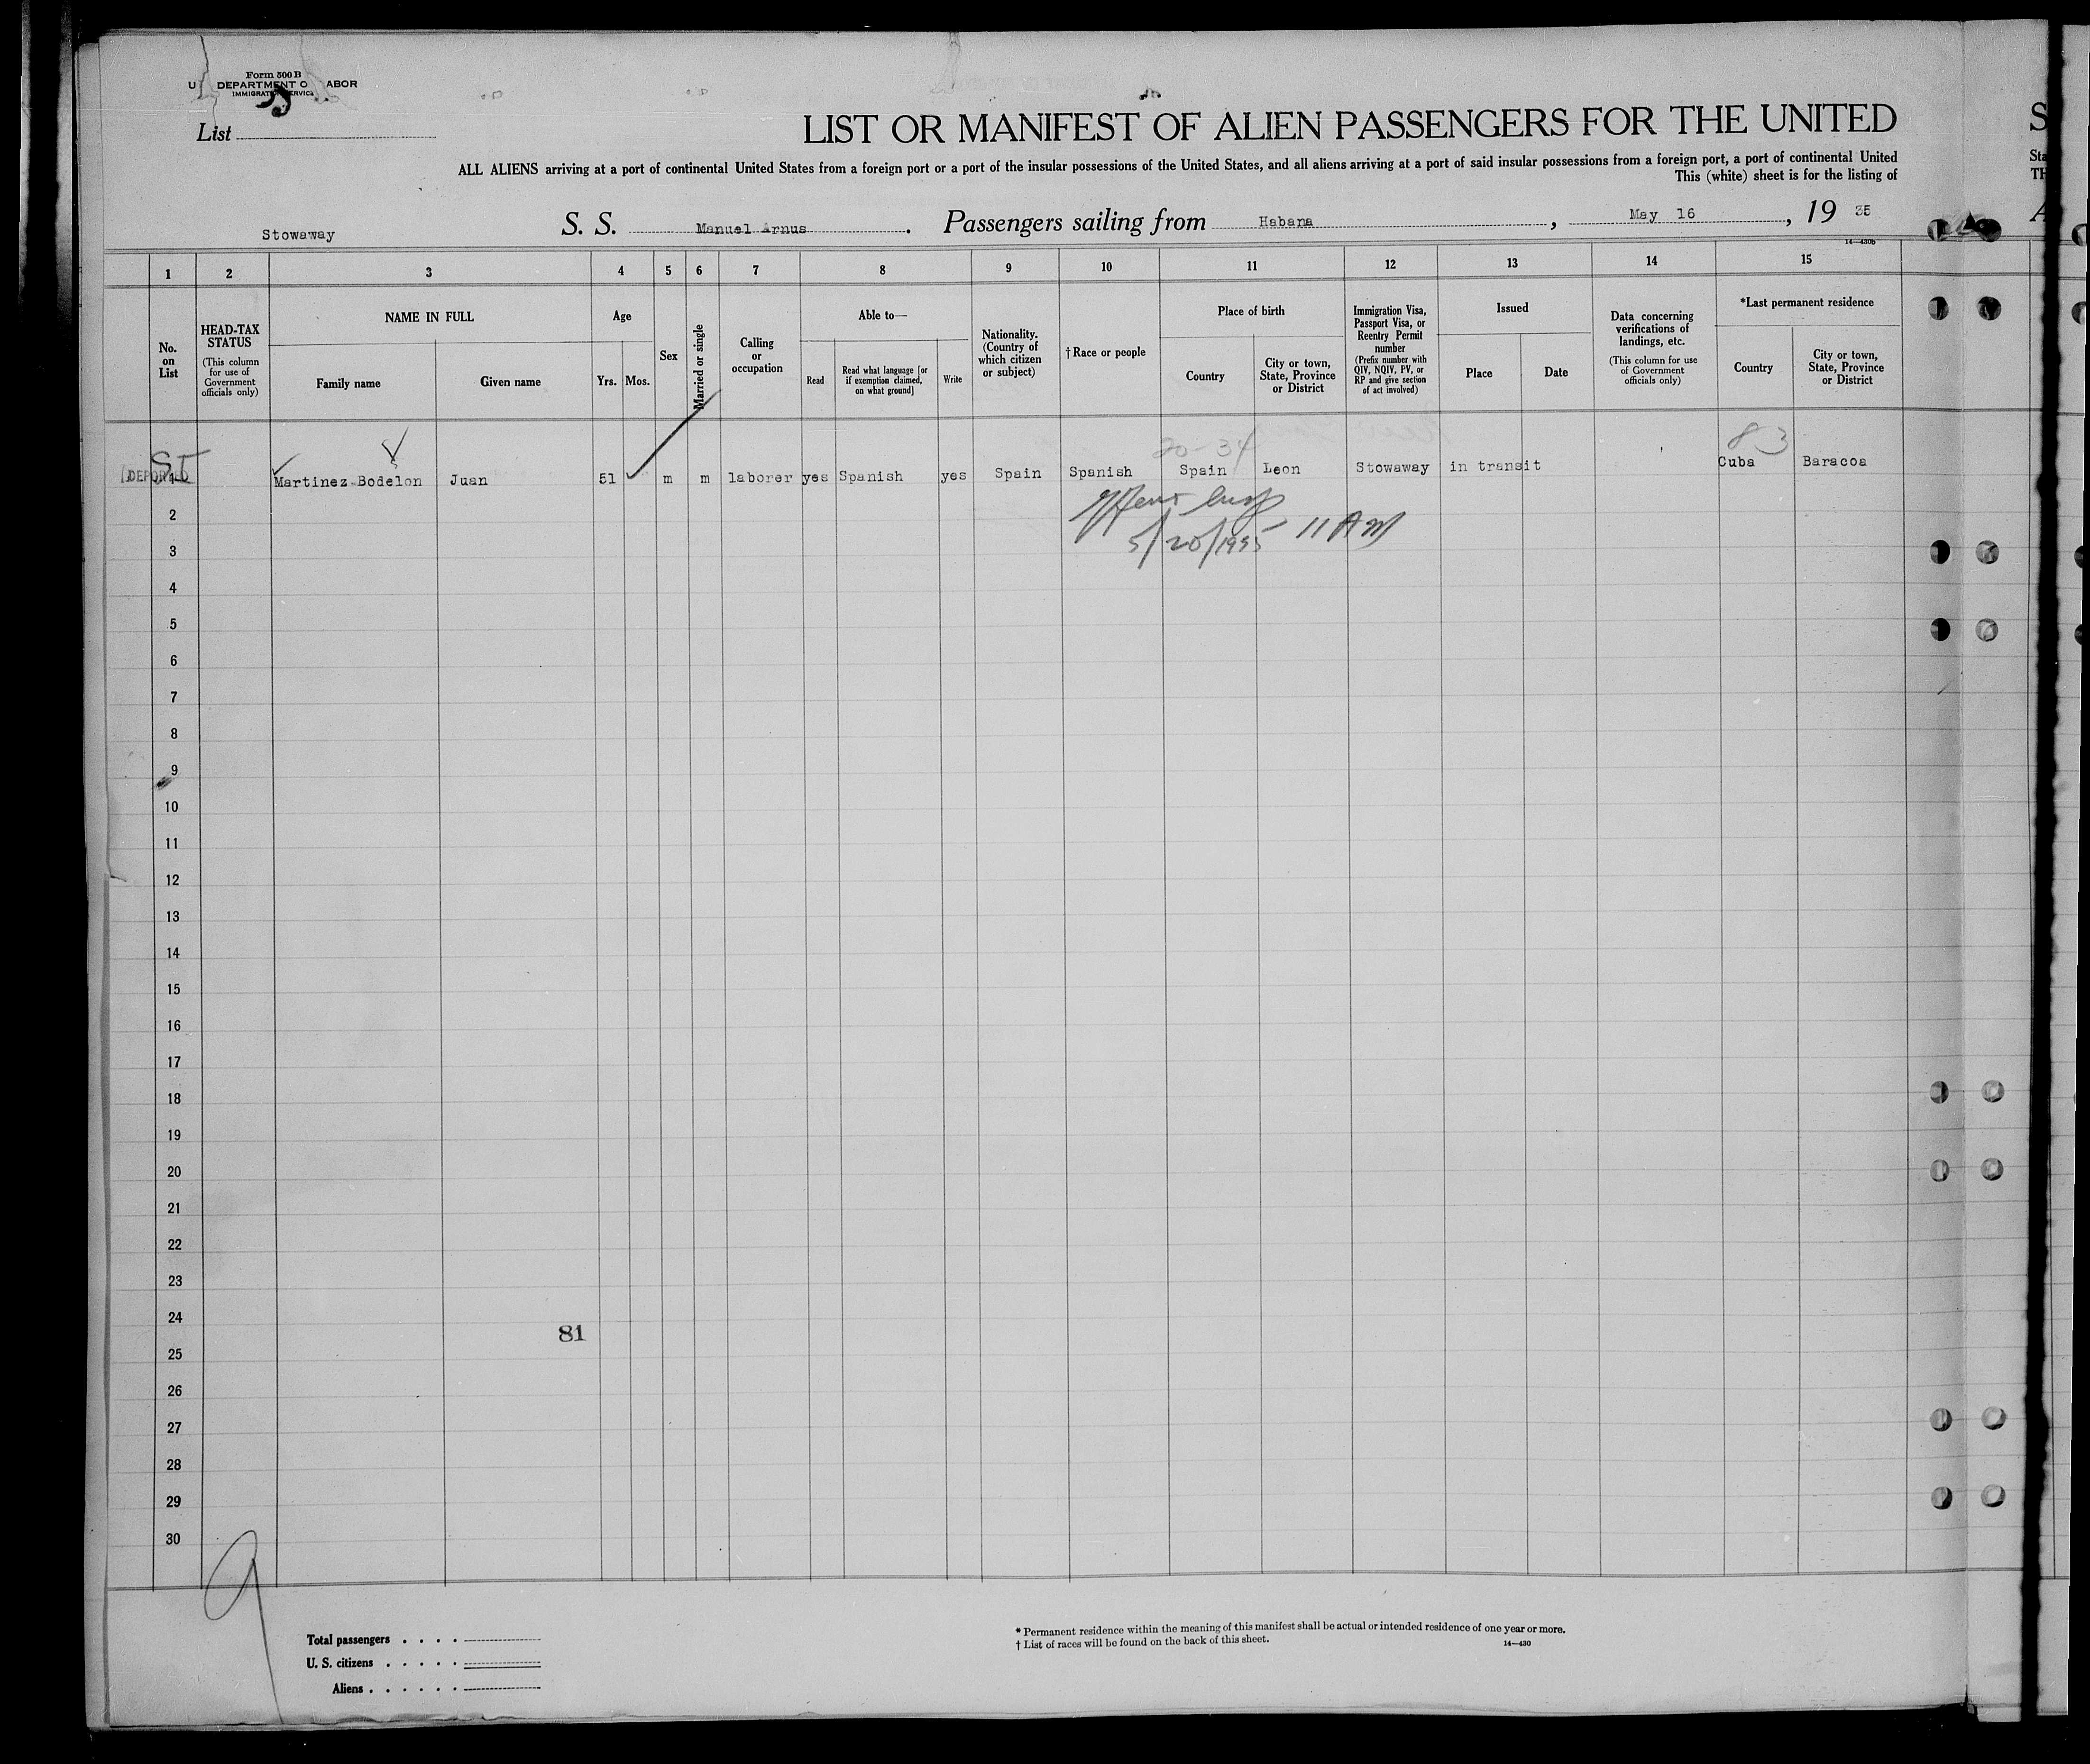 Form 500 B
U DEPARTMENT O ABOR
IMMIGRAT ERVIC
List
LIST OR MANIFEST OF ALIEN PASSENGERS FOR THE UNITED
S
ALL ALIENS arriving at a port of continental United States from a foreign port or a port of the insular possessions of the United States, and all aliens arriving at a port of said insular possessions from a foreign port, a port of continental United
Sta
This (white) sheet is for the listing of
TH
Stowaway S. S. Manuel Arnus. Passengers sailing from Habana, May 16, 19 35
A
14—430b
1 2 3 4 5 6 7 8 9 10 11 12 13 14 15
No. on List
HEAD-TAX STATUS (This column for use of Government officials only)
NAME IN FULL
Family name
Given name
Age
Yrs. Mos.
Sex
Married or single
Calling or occupation
Able to—
Read
Read what language [or if exemption claimed, on what ground]
Write
Nationality. (Country of which citizen or subject)
†Race or people
Place of birth
Country
City or town, State, Province or District
Immigration Visa, Passport Visa, or Reentry Permit number (Prefix number with QIV, NQIV, PV, or RP and give section of act involved)
Issued
Place
Date
Data concerning verifications of landings, etc. (This column for use of Government officials only)
*Last permanent residence
Country
City or town, State, Province or District
20-34
83
DEPORTED ST 1 Martinez-Bodelon Juan 51 m m laborer yes Spanish yes Spain Spanish Spain Leon Stowaway in transit Cuba Baracoa
2
5/20/1935 - 11 AM
3
4
5
6
7
8
9
10
11
12
13
14
15
16
17
18
19
20
21
22
23
24
81
25
26
27
28
29
30
9
Total passengers . . . .
U. S. citizens . . . . .
Aliens . . . . . .
* Permanent residence within the meaning of this manifest shall be actual or intended residence of one year or more.
† List of races will be found on the back of this sheet.
14—430